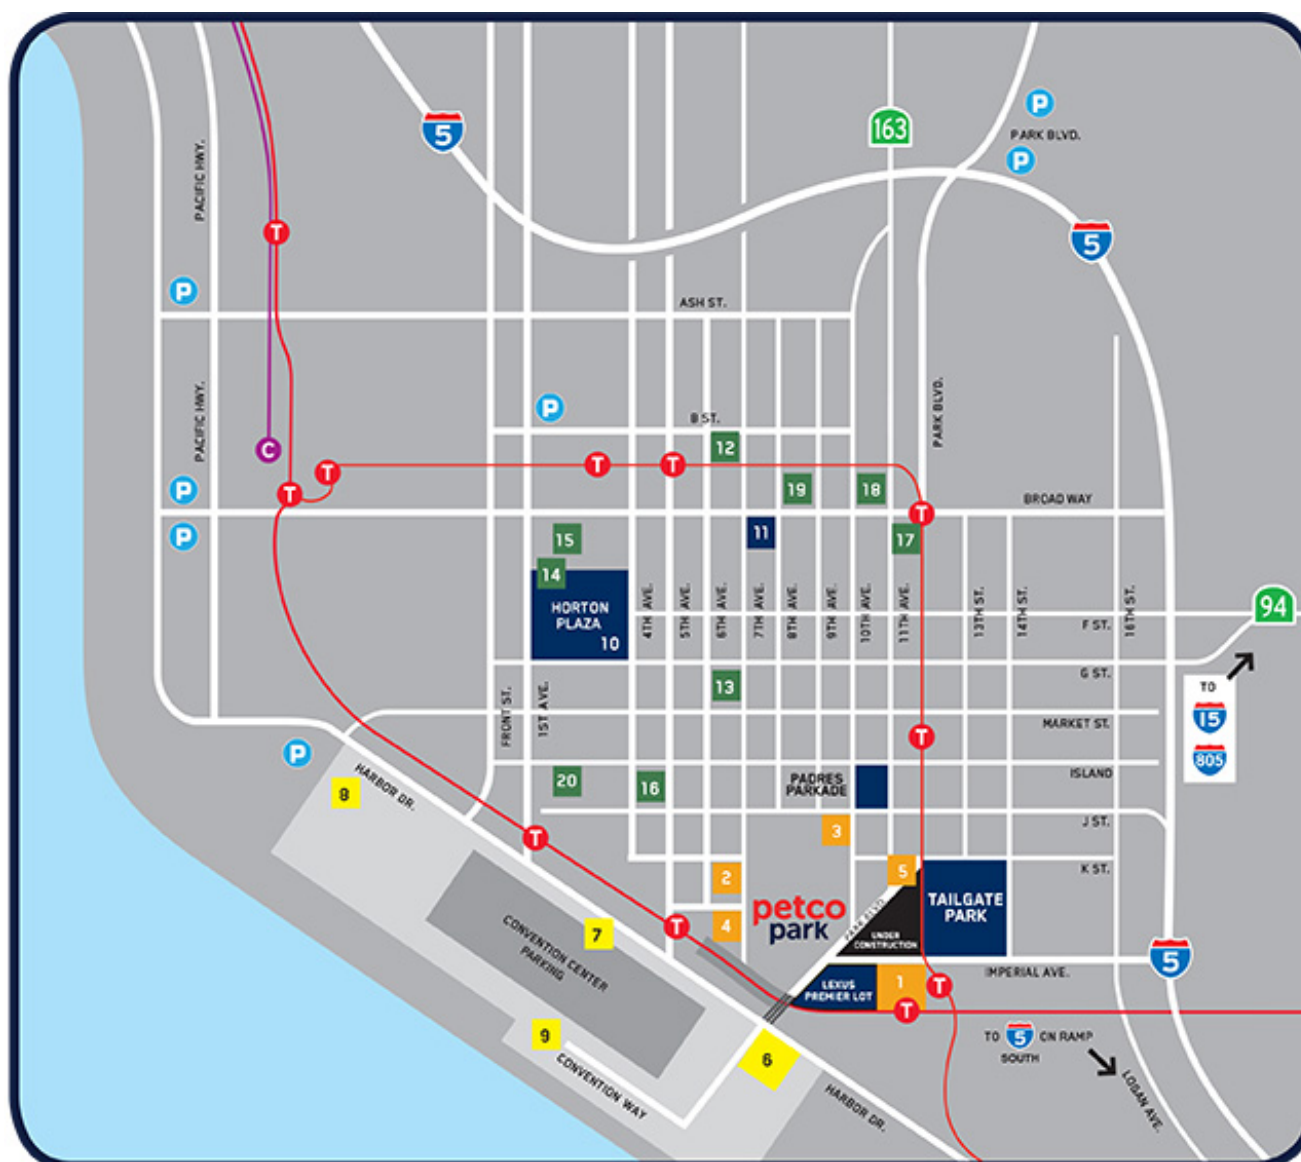 5
163
P
PARK BLVD.
P
PACIFIC HWY.
T
5
P
ASH ST.
PACIFIC HWY.
PARK BLVD.
P
B ST.
12
C
T
T
T
T
P
19
18
BROAD WAY
T
P
15
11
17
14
HORTON
PLAZA
10
4TH AVE.
5TH AVE.
6TH AVE.
7TH AVE.
8TH AVE.
9TH AVE.
10TH AVE.
11TH AVE.
13TH ST.
14TH ST.
16TH ST.
94
F ST.
G ST.
13
TO
15
805
FRONT ST.
1ST AVE.
MARKET ST.
T
P
HARBOR DR.
8
20
16
PADRES
PARKADE
ISLAND
T
3
J ST.
2
5
K ST.
petco
park
4
PARK BLVD.
UNDER
CONSTRUCTION
TAILGATE
PARK
T
7
CONVENTION CENTER
PARKING
5
IMPERIAL AVE.
LEXUS
PREMIER LOT
1
T
T
9
CONVENTION WAY
6
TO 5 ON RAMP
SOUTH
HARBOR DR.
LOGAN AVE.